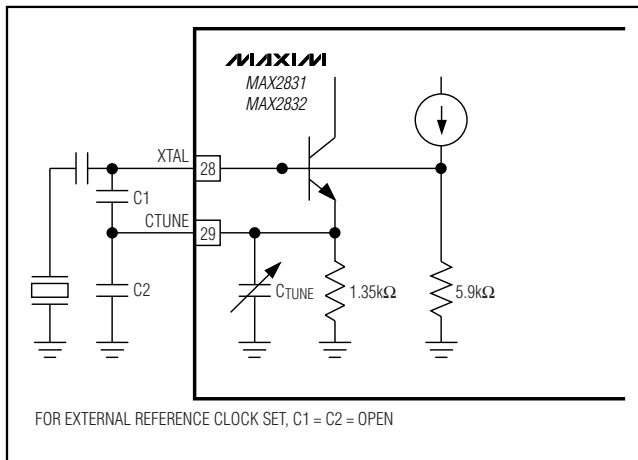 MAXIM
MAX2831
MAX2832
XTAL
28
C1
CTUNE
29
C2
CTUNE
1.35kΩ
5.9kΩ
FOR EXTERNAL REFERENCE CLOCK SET, C1 = C2 = OPEN